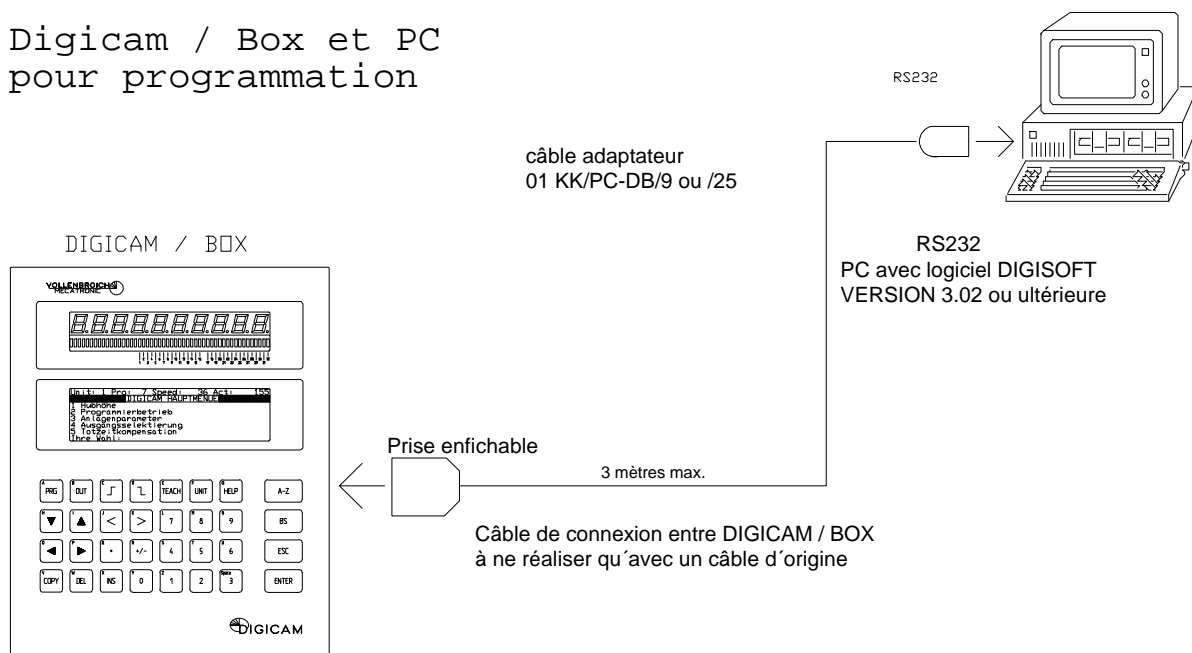 Digicam / Box et PC
pour programmation
RS232
câble adaptateur
01 KK/PC-DB/9 ou /25
DIGICAM / BOX
RS232
PC avec logiciel DIGISOFT
VERSION 3.02 ou ultérieure
VOLLENBROICH
MECATRONIC
Unit: 1 Pro: 7 Speed: 36 Act: 155
DIGICAM HAUPTMENUE
1 Hubhöhe
2 Programmierbetrieb
3 Anlagenparameter
4 Ausgangsselektierung
5 Totzeitkompensation
Ihre Wahl:
Prise enfichable
3 mètres max.
Câble de connexion entre DIGICAM / BOX
à ne réaliser qu´avec un câble d´origine
PRG OUT TEACH UNIT HELP A-Z
< > 7 8 9 BS
• +/- 4 5 6 ESC
COPY DEL INS 0 1 2 3 ENTER
DIGICAM